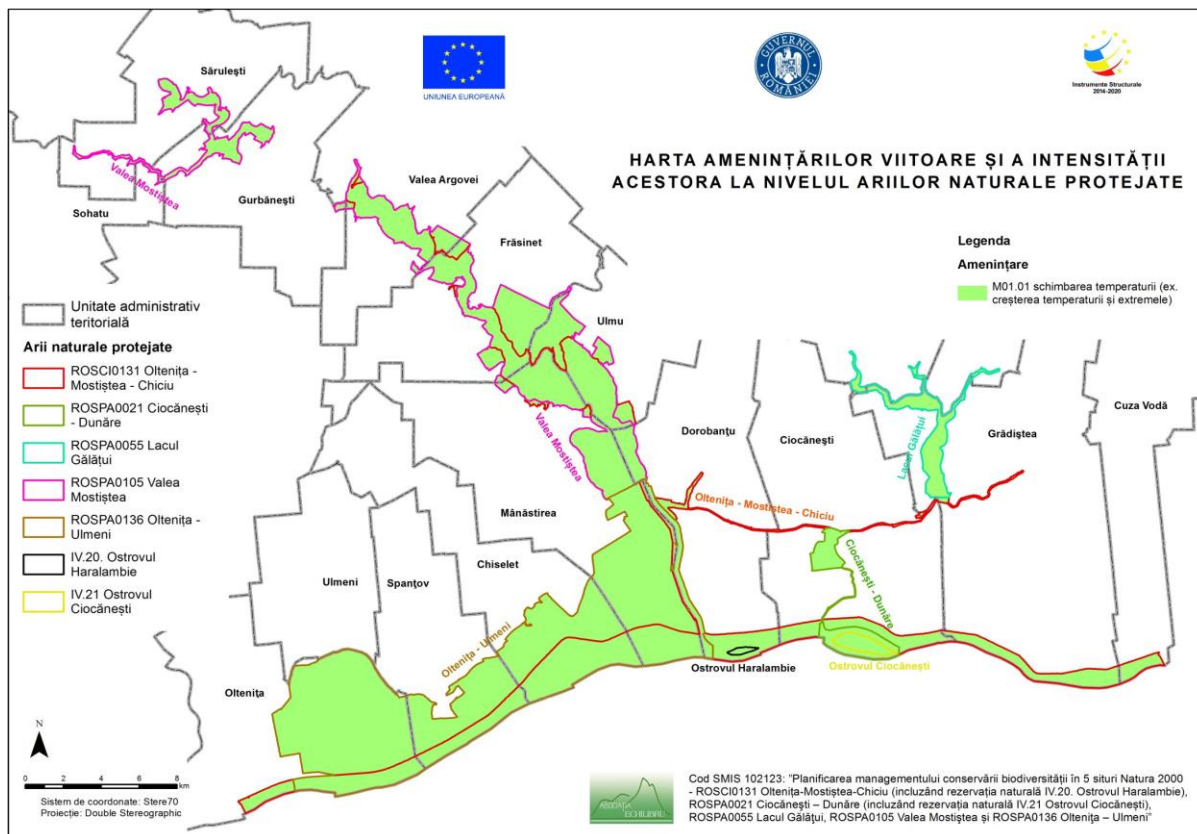 UNIUNEA EUROPEANĂ
GUVERNUL ROMÂNIEI
Instrumente Structurale
2014-2020
HARTA AMENINȚĂRILOR VIITOARE ȘI A INTENSITĂȚII
ACESTORA LA NIVELUL ARIILOR NATURALE PROTEJATE
Legenda
Amenințare
M01.01 schimbarea temperaturii (ex.
creșterea temperaturii și extremele)
Sărulești
Valea Mostiștea
Sohatu
Gurbănești
Valea Argovei
Frăsinet
Ulmu
Unitate administrativ
teritorială
Arii naturale protejate
ROSCI0131 Oltenița -
Mostiștea - Chiciu
ROSPA0021 Ciocănești
- Dunăre
ROSPA0055 Lacul
Gălățui
ROSPA0105 Valea
Mostiștea
ROSPA0136 Oltenița -
Ulmeni
IV.20. Ostrovul
Haralambie
IV.21 Ostrovul
Ciocănești
Valea Mostiștea
Dorobanțu
Ciocănești
Lacul Gălățui
Grădiștea
Cuza Vodă
Oltenița - Mostiștea - Chiciu
Mânăstirea
Chiselet
Ulmeni
Spanțov
Ciocănești - Dunăre
Oltenița - Ulmeni
Oltenița
Ostrovul Haralambie
Ostrovul Ciocănești
N
0 2 4 6 8
km
Sistem de coordonate: Stere70
Proiecție: Double Stereographic
ASOCIAȚIA
ECHILIBRU
Cod SMIS 102123: "Planificarea managementului conservării biodiversității în 5 situri Natura 2000
- ROSCI0131 Oltenița-Mostiștea-Chiciu (incluzând rezervația naturală IV.20. Ostrovul Haralambie),
ROSPA0021 Ciocănești – Dunăre (incluzând rezervația naturală IV.21 Ostrovul Ciocănești),
ROSPA0055 Lacul Gălățui, ROSPA0105 Valea Mostiștea și ROSPA0136 Oltenița – Ulmeni"